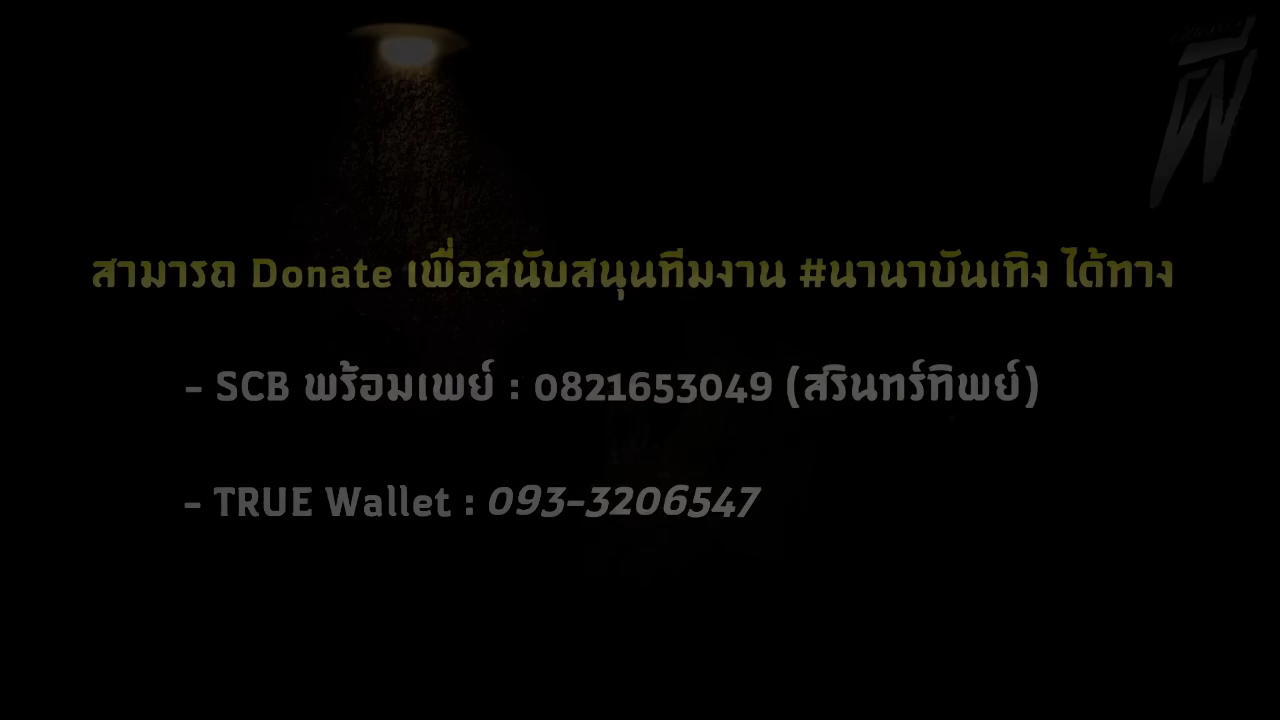 ผี
สามารถ Donate เพื่อสนับสนุนทีมงาน #นานาบันเทิง ได้ทาง
- SCB พร้อมเพย์ : 0821653049 (สรินทร์ทิพย์)
- TRUE Wallet : 093-3206547